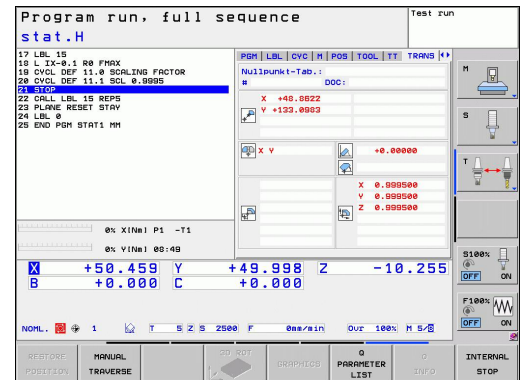 Program run, full sequence
Test run
stat.H
17 LBL 15
18 L IX-0.1 R0 FMAX
19 CYCL DEF 11.0 SCALING FACTOR
20 CYCL DEF 11.1 SCL 0.9995
21 STOP
22 CALL LBL 15 REP5
23 PLANE RESET STAY
24 LBL 0
25 END PGM STAT1 MM
PGM LBL CYC M POS TOOL TT TRANS
Nullpunkt-Tab.:
# DOC:
X +48.8622
Y +133.0983
X Y +0.00000
X 0.999500
Y 0.999500
Z 0.999500
0% X[Nm] P1 -T1
0% Y[Nm] 08:49
X +50.459 Y +49.998 Z -10.255
B +0.000 C +0.000
NOML. 1 T 5 Z S 2500 F 0mm/min Ovr 100% M 5/8
M
S
T
S100%
OFF ON
F100%
OFF ON
RESTORE POSITION
MANUAL TRAVERSE
3D ROT
GRAPHICS
Q PARAMETER LIST
Q INFO
INTERNAL STOP